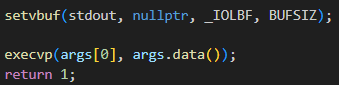 setvbuf(stdout, nullptr, _IOLBF, BUFSIZ);
execvp(args[0], args.data());
return 1;